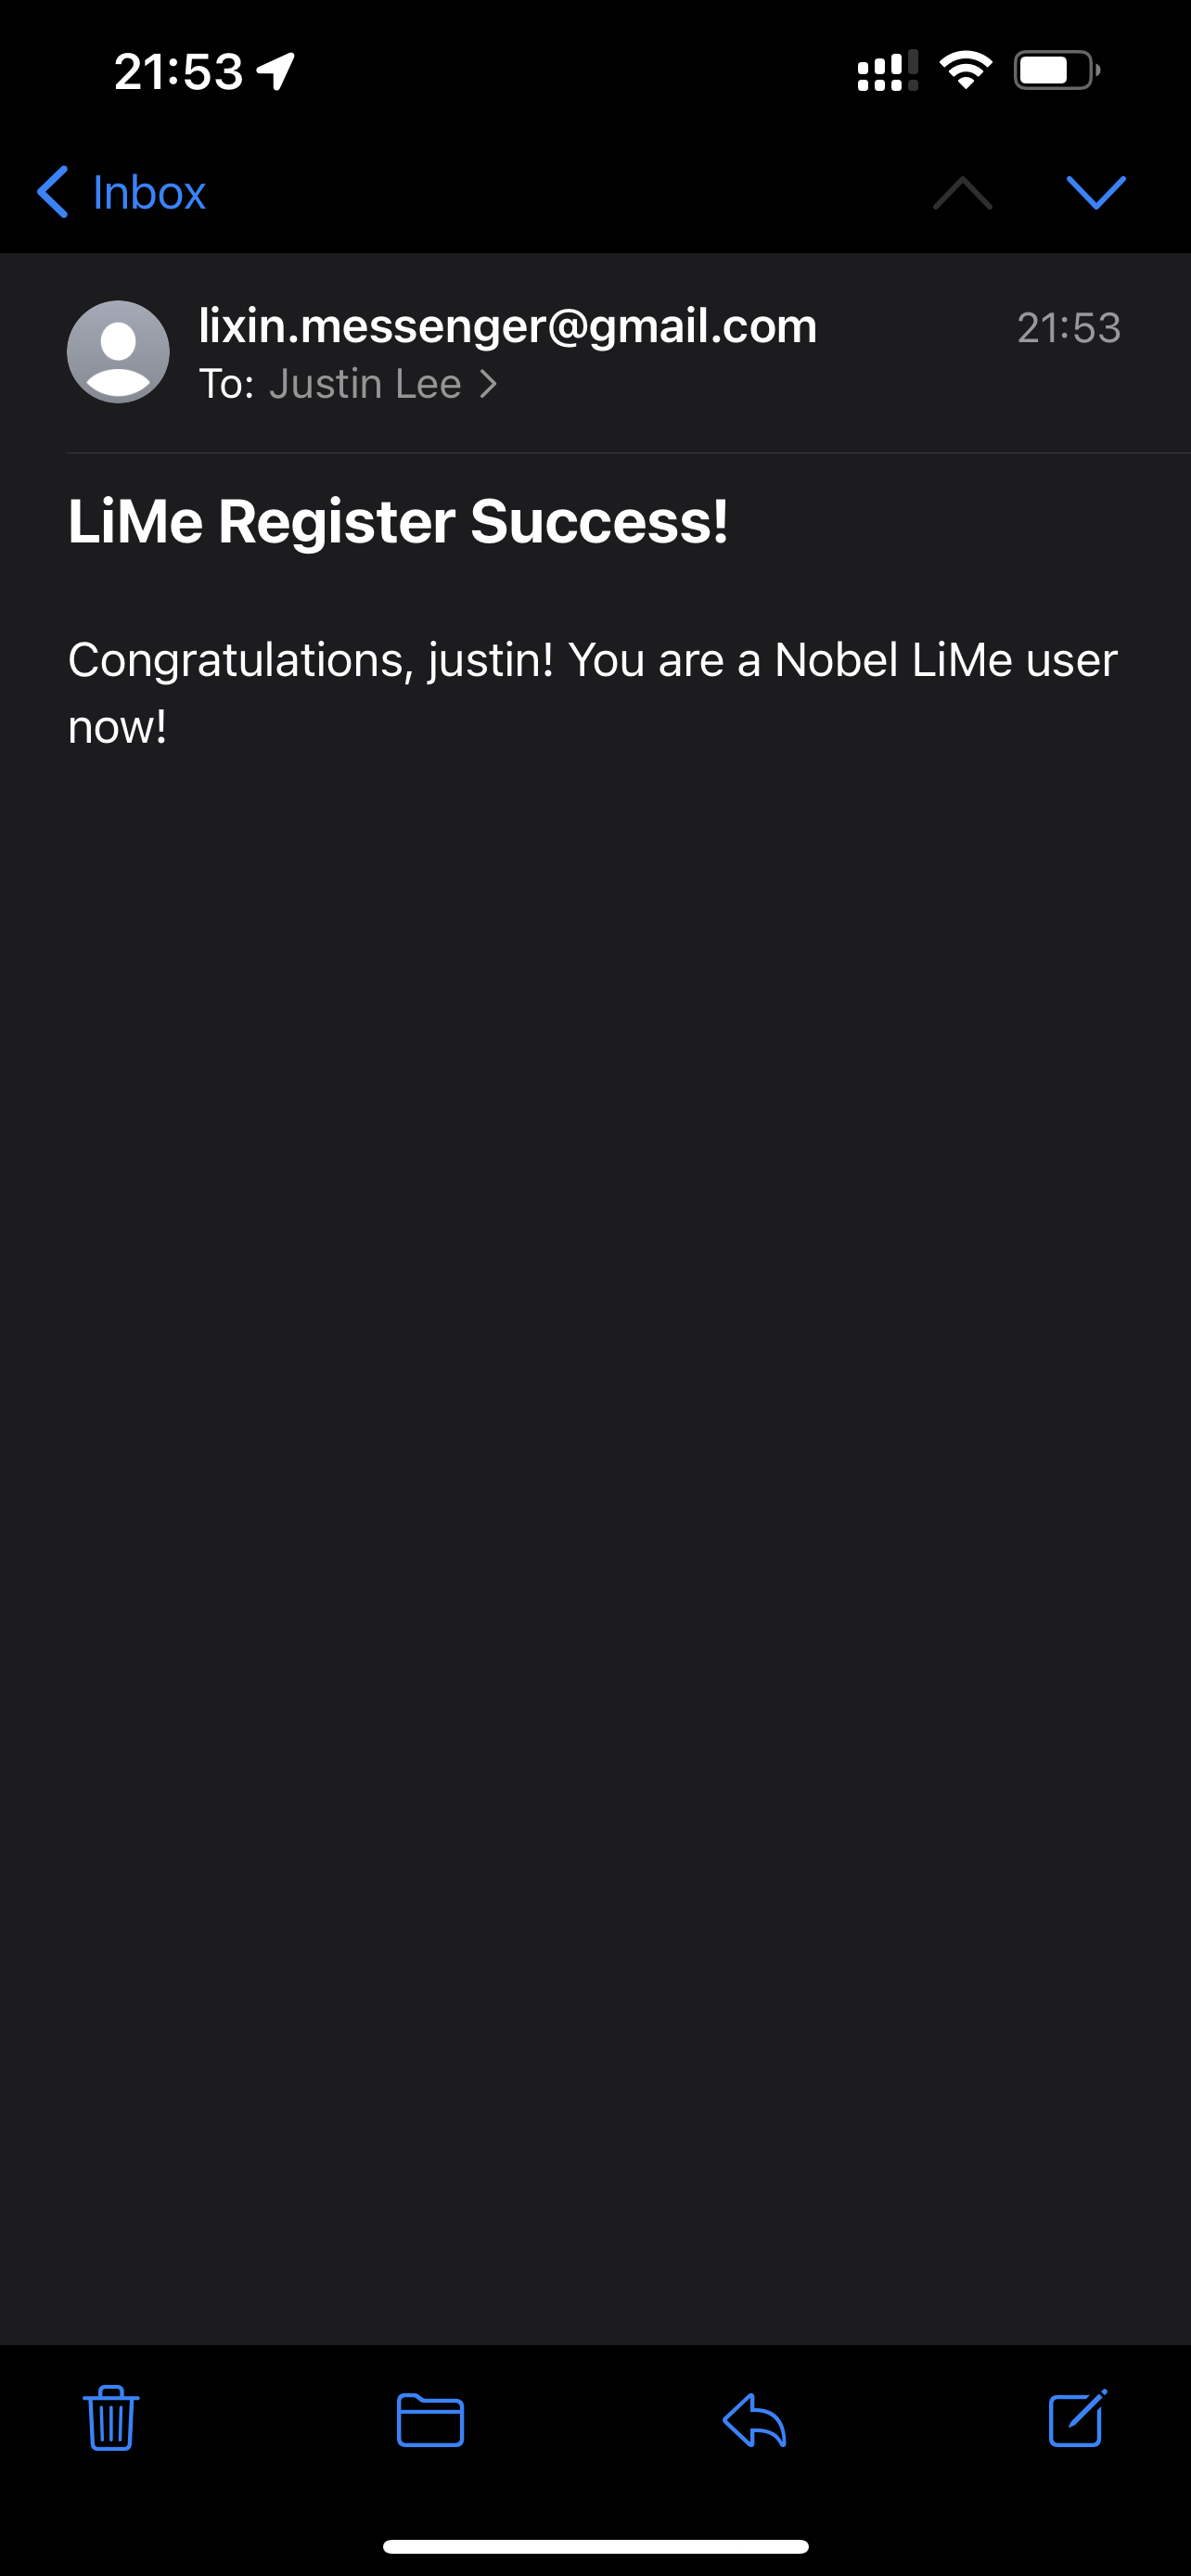 21:53
Inbox
lixin.messenger@gmail.com 21:53
To: Justin Lee
LiMe Register Success!
Congratulations, justin! You are a Nobel LiMe user
now!